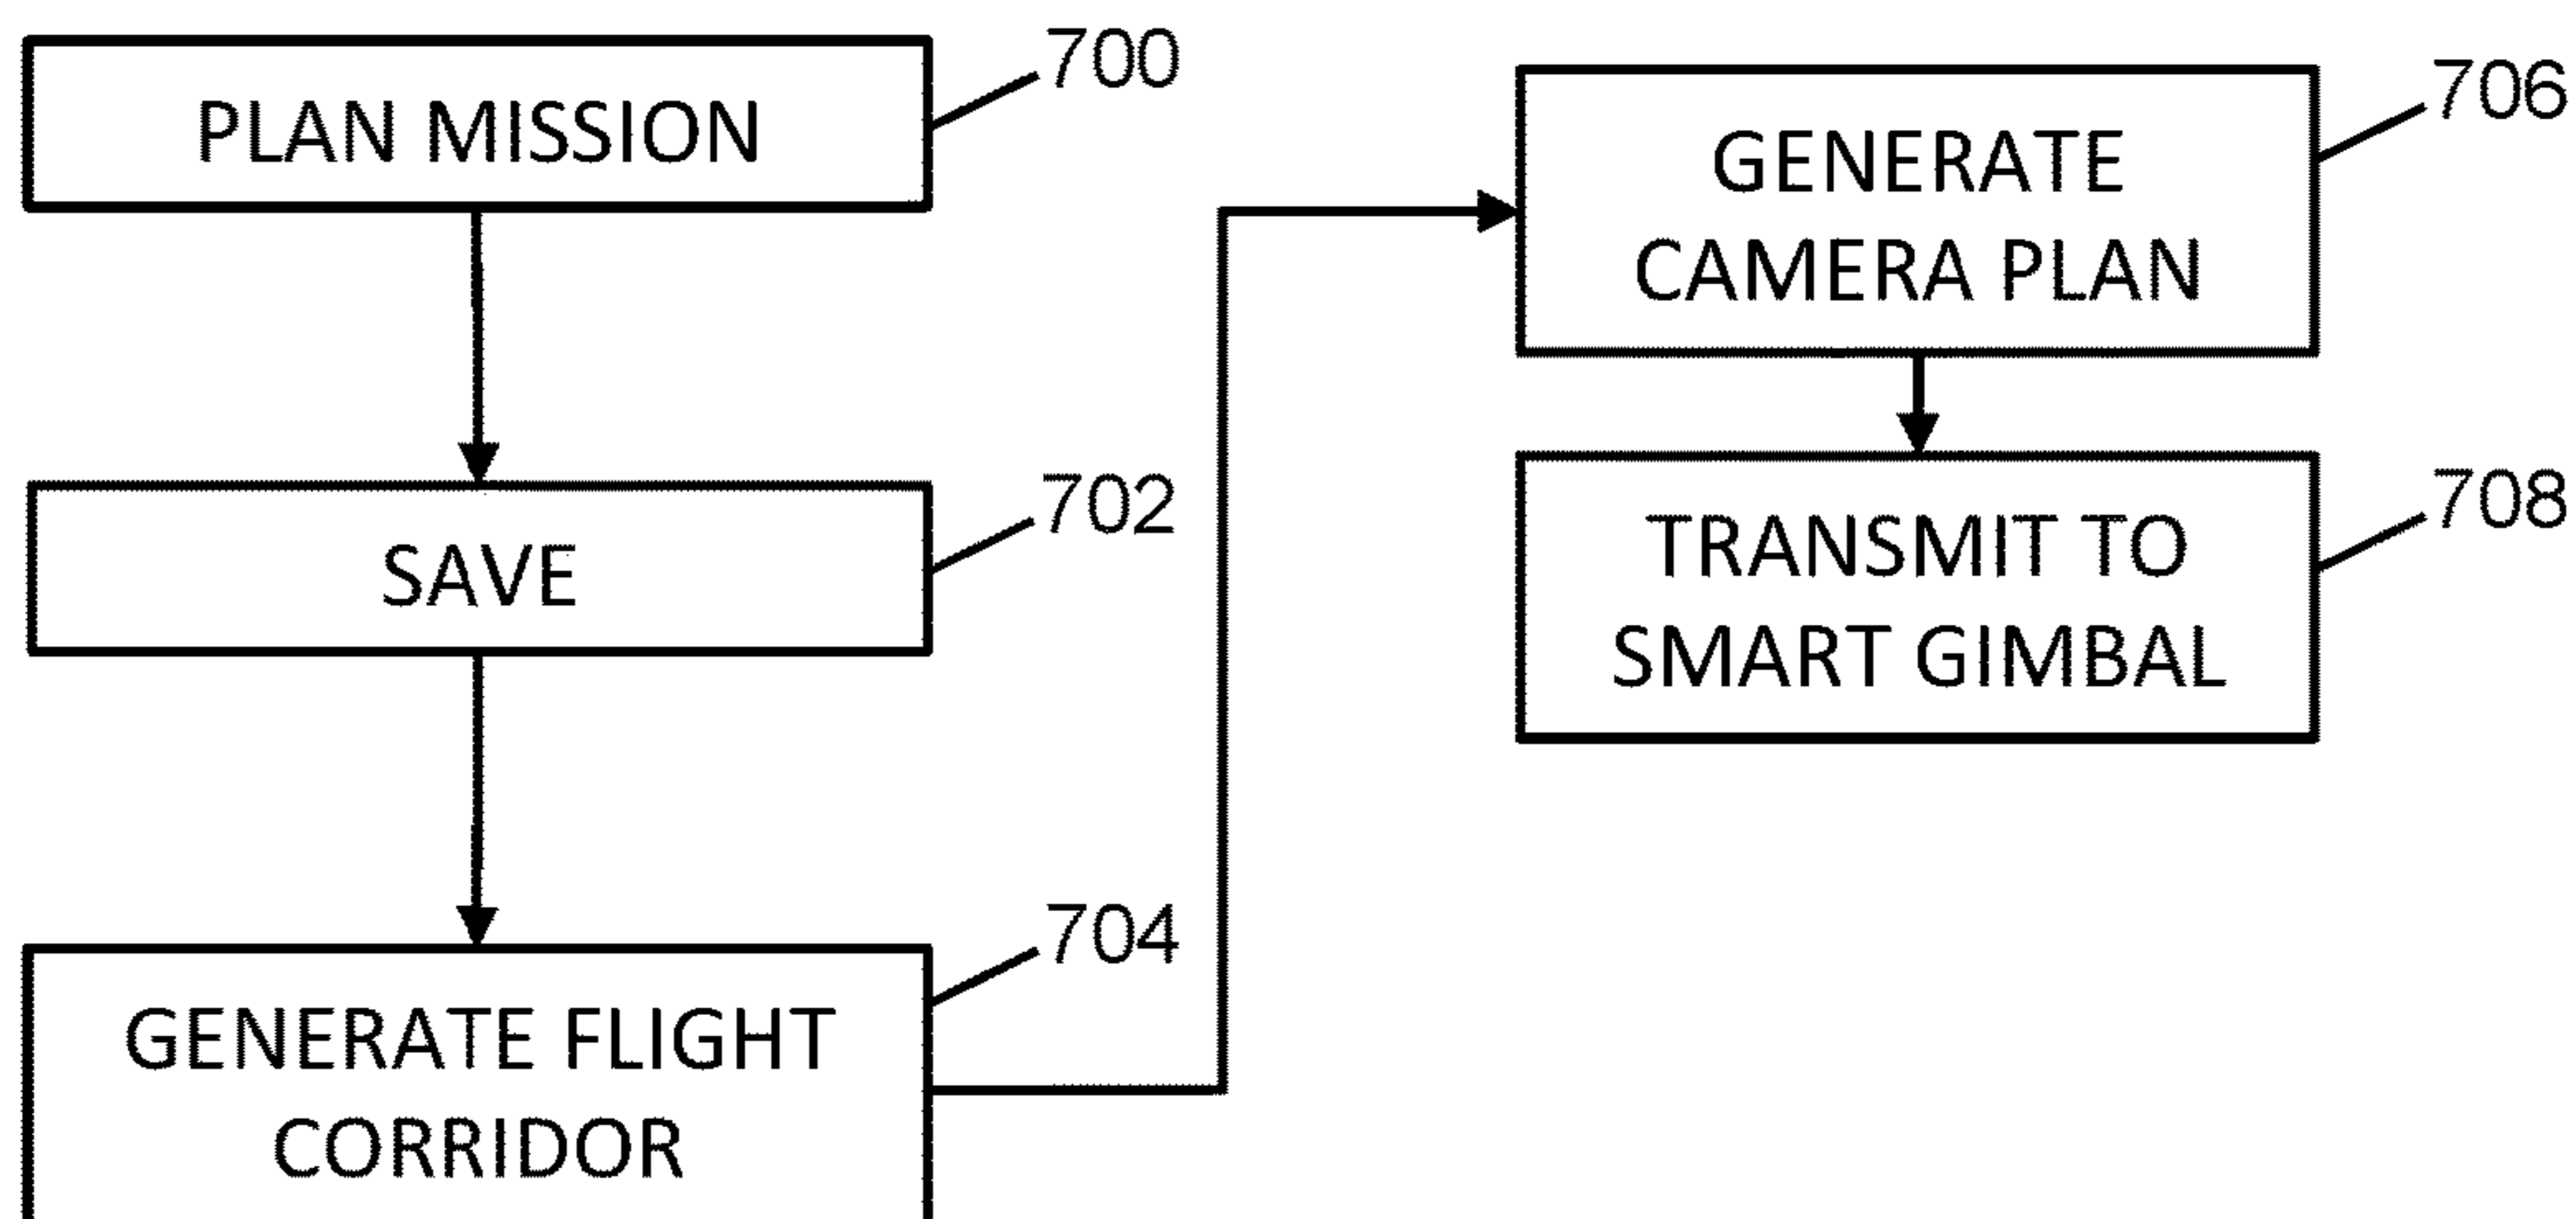 PLAN MISSION
700
SAVE
702
GENERATE FLIGHT
CORRIDOR
704
GENERATE
CAMERA PLAN
706
TRANSMIT TO
SMART GIMBAL
708